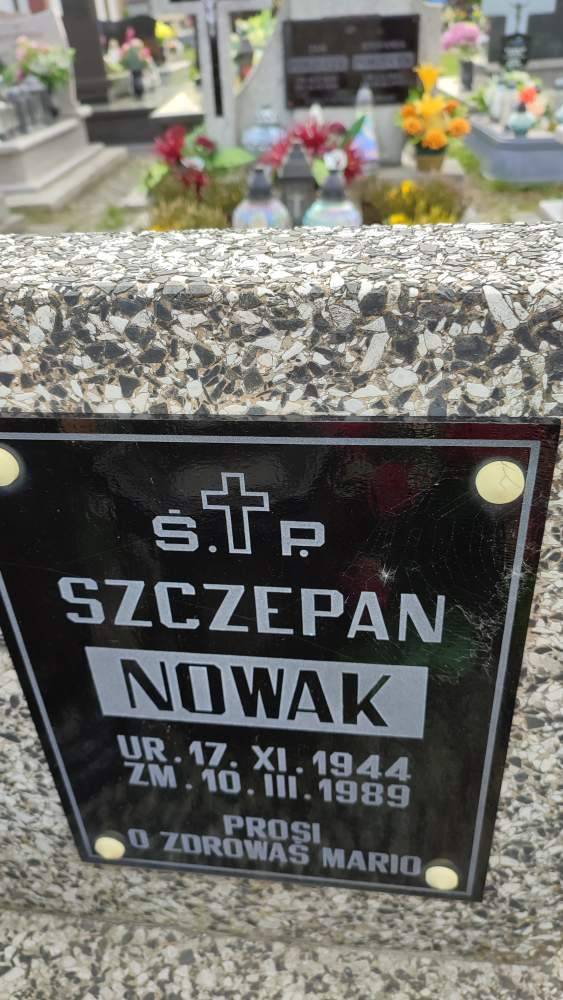 Ś. P.
SZCZEPAN
NOWAK
UR. 17. XI. 1944
ZM. 10. III. 1989
PROSI
O ZDROWAŚ MARIO